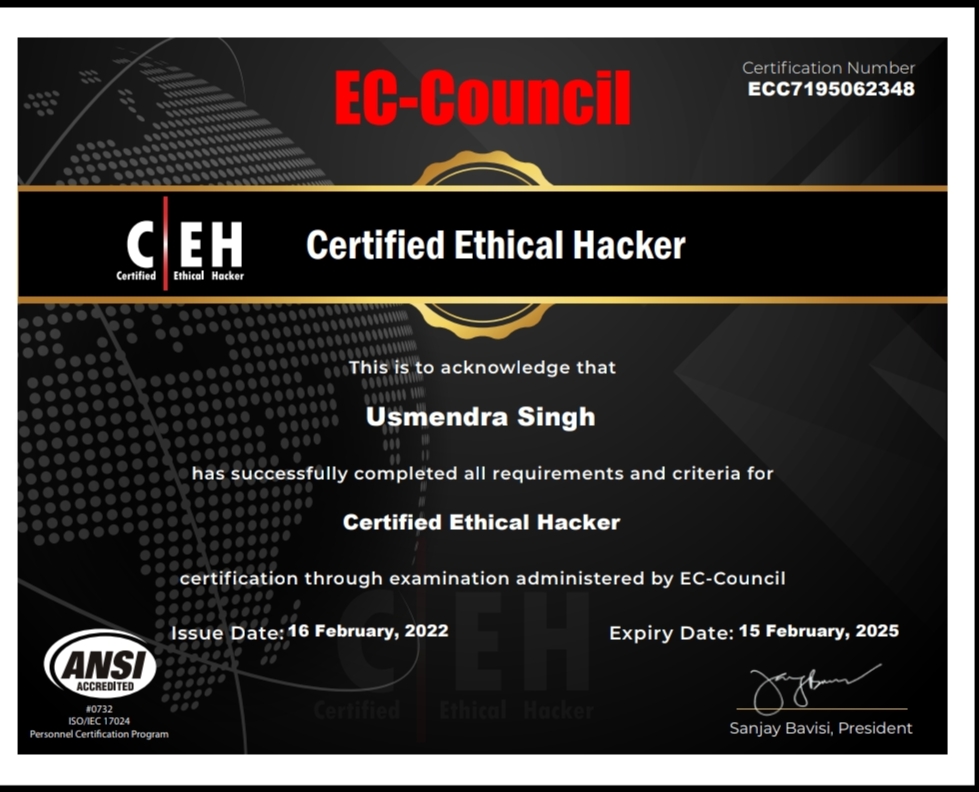 EC-Council
Certification Number
ECC7195062348
C EH
Certified Ethical Hacker
Certified Ethical Hacker
This is to acknowledge that
Usmendra Singh
has successfully completed all requirements and criteria for
Certified Ethical Hacker
certification through examination administered by EC-Council
Issue Date: 16 February, 2022
Expiry Date: 15 February, 2025
C EH
Certified Ethical Hacker
ANSI
ACCREDITED
#0732
ISO/IEC 17024
Personnel Certification Program
Sanjay Bavisi, President